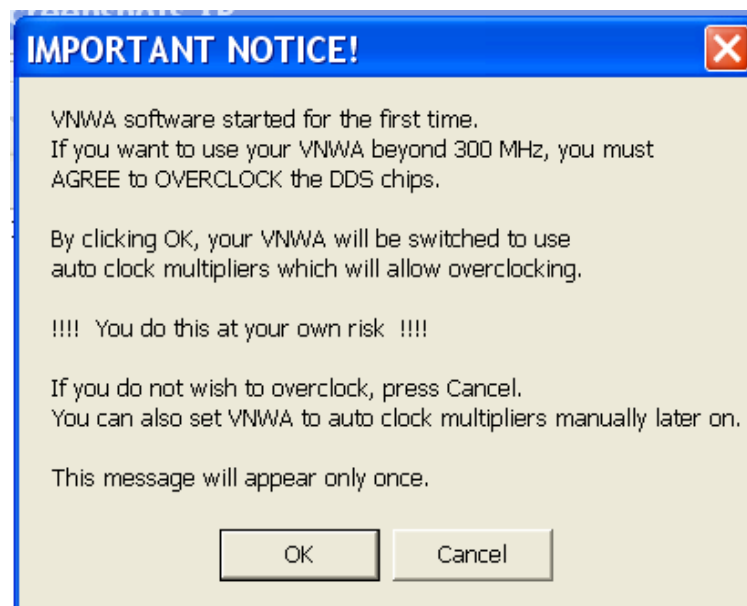 IMPORTANT NOTICE!
VNWA software started for the first time.
If you want to use your VNWA beyond 300 MHz, you must
AGREE to OVERCLOCK the DDS chips.
By clicking OK, your VNWA will be switched to use
auto clock multipliers which will allow overclocking.
!!!! You do this at your own risk !!!!
If you do not wish to overclock, press Cancel.
You can also set VNWA to auto clock multipliers manually later on.
This message will appear only once.
OK
Cancel